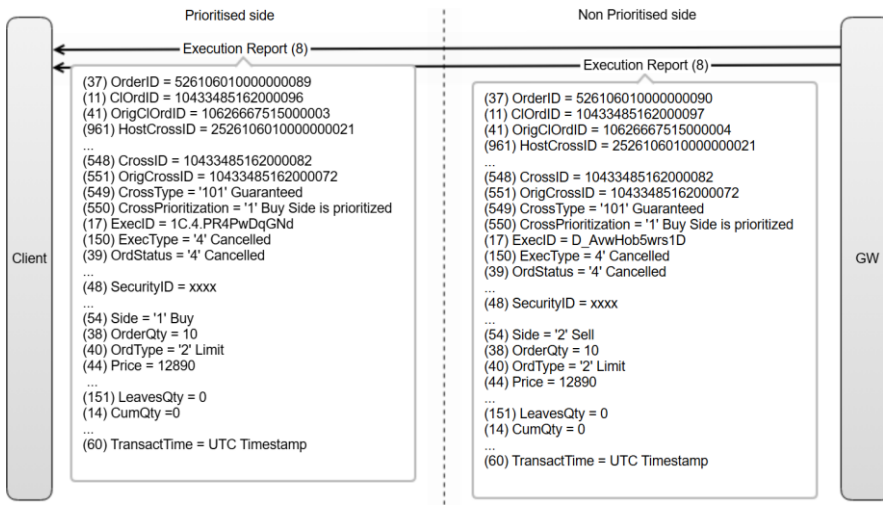 Prioritised side
Non Prioritised side
Execution Report (8)
Execution Report (8)
Client
(37) OrderID = 526106010000000089
(11) ClOrdID = 10433485162000096
(41) OrigClOrdID = 10626667515000003
(961) HostCrossID = 2526106010000000021
...
(548) CrossID = 10433485162000082
(551) OrigCrossID = 10433485162000072
(549) CrossType = '101' Guaranteed
(550) CrossPrioritization = '1' Buy Side is prioritized
(17) ExecID = 1C.4.PR4PwDqGNd
(150) ExecType = '4' Cancelled
(39) OrdStatus = '4' Cancelled
...
(48) SecurityID = xxxx
...
(54) Side = '1' Buy
(38) OrderQty = 10
(40) OrdType = '2' Limit
(44) Price = 12890
...
(151) LeavesQty = 0
(14) CumQty =0
...
(60) TransactTime = UTC Timestamp
(37) OrderID = 526106010000000090
(11) ClOrdID = 10433485162000097
(41) OrigClOrdID = 10626667515000004
(961) HostCrossID = 2526106010000000021
...
(548) CrossID = 10433485162000082
(551) OrigCrossID = 10433485162000072
(549) CrossType = '101' Guaranteed
(550) CrossPrioritization = '1' Buy Side is prioritized
(17) ExecID = D_AvwHob5wrs1D
(150) ExecType = 4' Cancelled
(39) OrdStatus = '4' Cancelled
...
(48) SecurityID = xxxx
...
(54) Side = '2' Sell
(38) OrderQty = 10
(40) OrdType = '2' Limit
(44) Price = 12890
...
(151) LeavesQty = 0
(14) CumQty = 0
...
(60) TransactTime = UTC Timestamp
GW